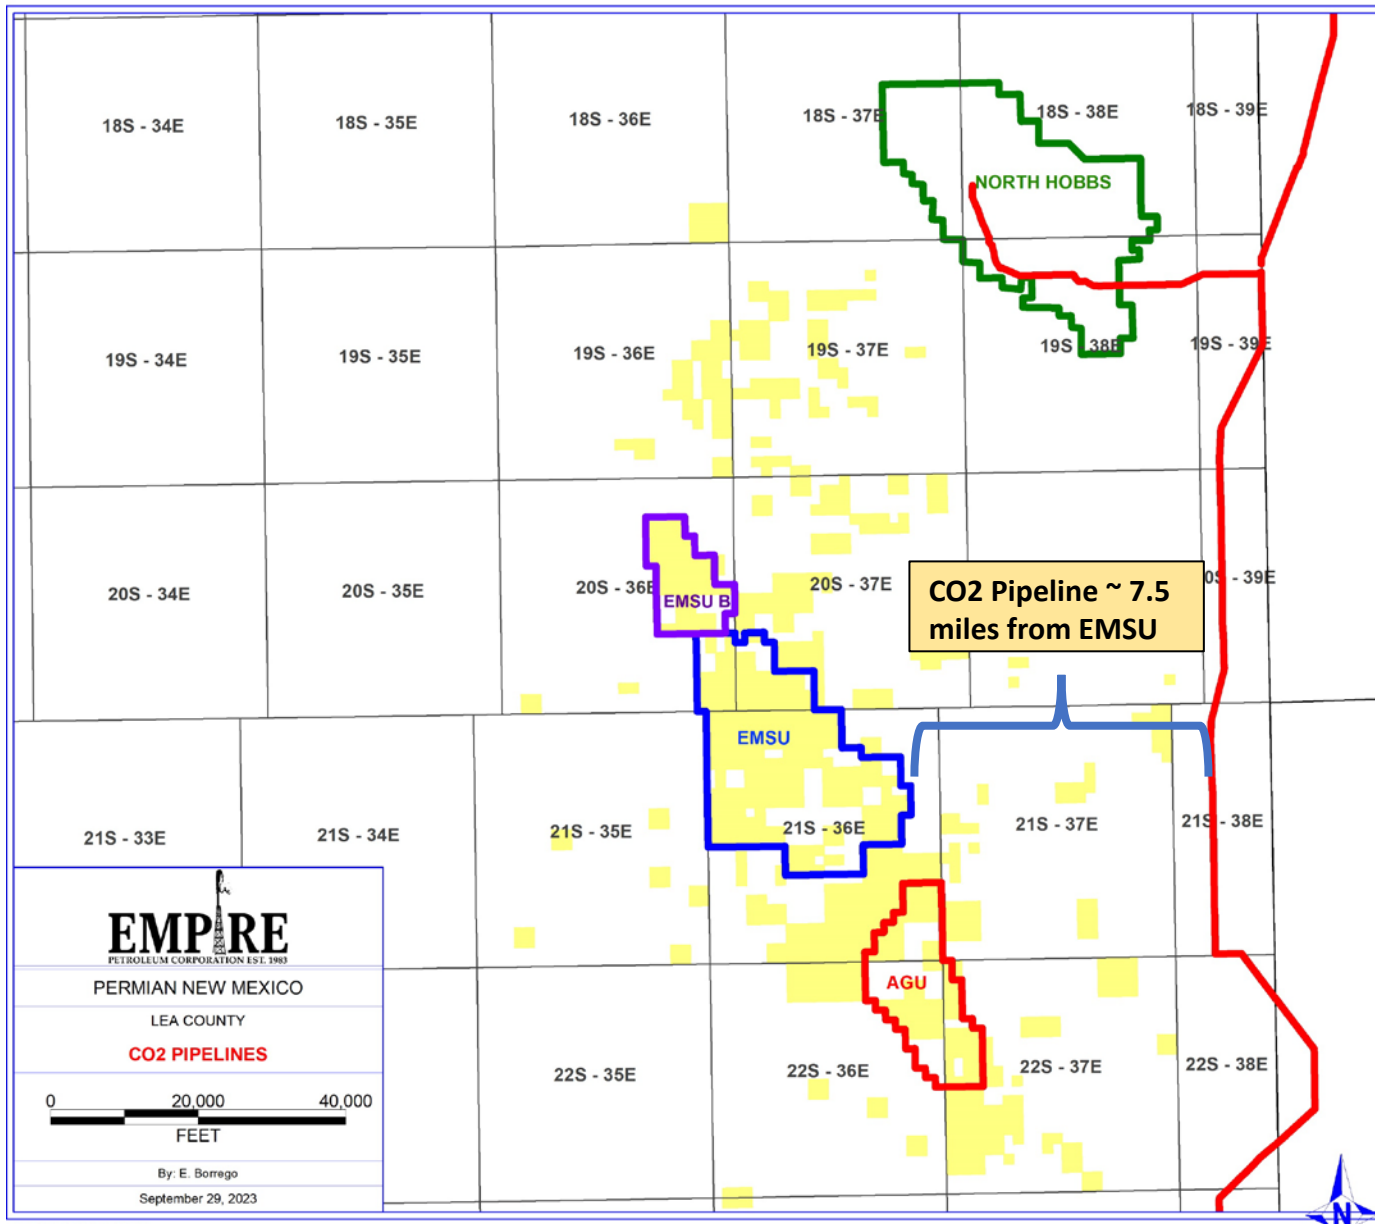 18S - 34E
18S - 35E
18S - 36E
18S - 37E
18S - 38E
18S - 39E
NORTH HOBBS
19S - 34E
19S - 35E
19S - 36E
19S - 37E
19S - 38E
19S - 39E
20S - 34E
20S - 35E
20S - 36E
EMSU B
20S - 37E
CO2 Pipeline ~ 7.5
miles from EMSU
0S - 39E
EMSU
21S - 33E
21S - 34E
21S - 35E
21S - 36E
21S - 37E
21S - 38E
AGU
22S - 35E
22S - 36E
22S - 37E
22S - 38E
EMPIRE
PETROLEUM CORPORATION EST. 1983
PERMIAN NEW MEXICO
LEA COUNTY
CO2 PIPELINES
0 20,000 40,000
FEET
By: E. Borrego
September 29, 2023
N